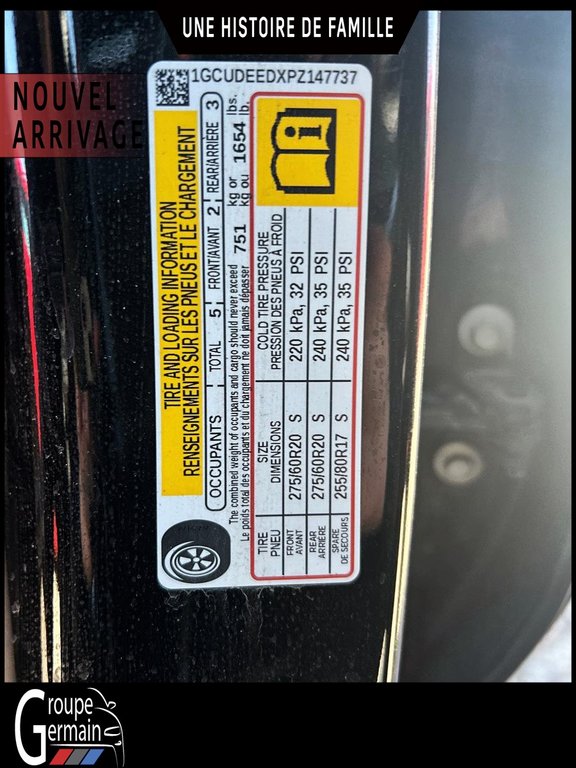 UNE HISTOIRE DE FAMILLE
NOUVEL
ARRIVAGE
1GCUDEEDXPZ147737
TIRE AND LOADING INFORMATION
RENSEIGNEMENTS SUR LES PNEUS ET LE CHARGEMENT
OCCUPANTS TOTAL 5 FRONT/AVANT 2 REAR/ARRIÈRE 3
The combined weight of occupants and cargo should never exceed 751 kg or 1654 lbs.
Le poids total des occupants et du chargement ne doit jamais dépasser kg ou lb.
TIRE SIZE COLD TIRE PRESSURE
PNEU DIMENSIONS PRESSION DES PNEUS À FROID
FRONT
AVANT 275/60R20 S 220 kPa, 32 PSI
REAR
ARRIÈRE 275/60R20 S 240 kPa, 35 PSI
SPARE
DE SECOURS 255/80R17 S 240 kPa, 35 PSI
Groupe
Germain